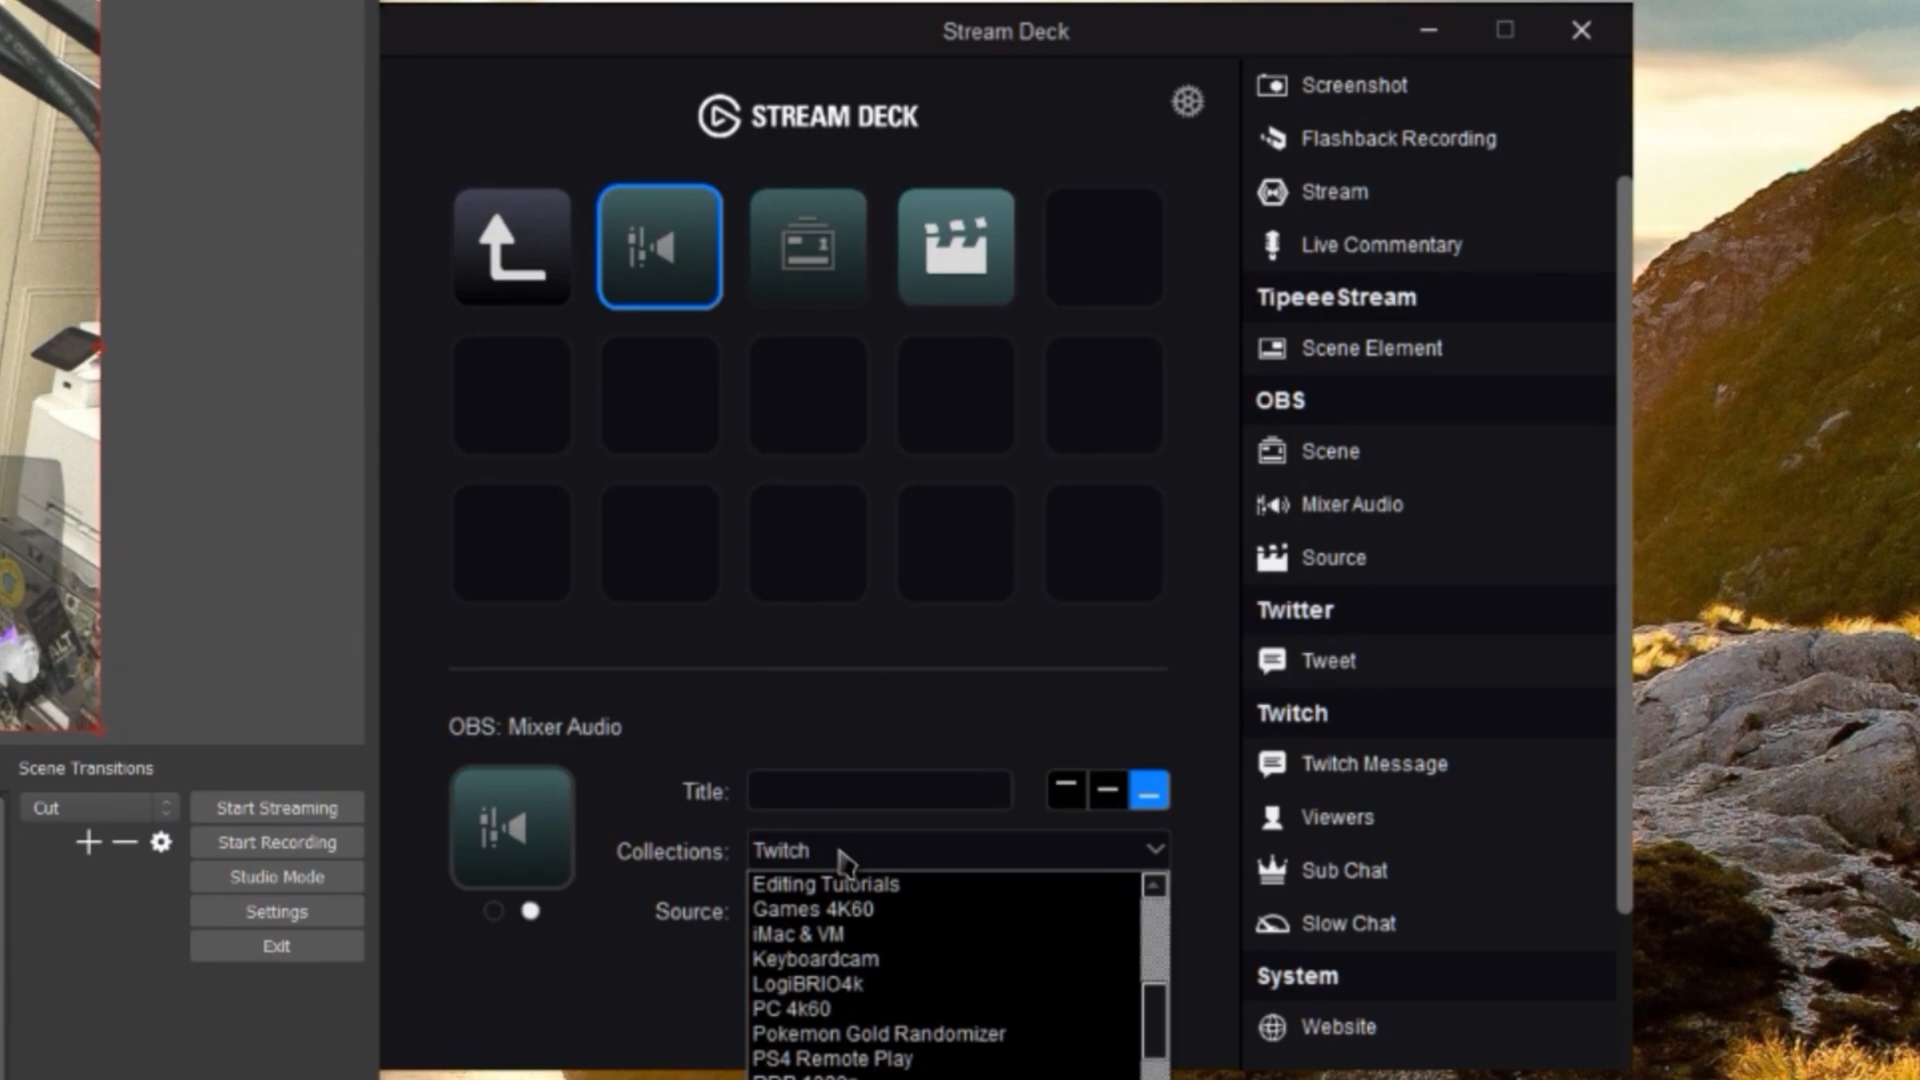 Stream Deck
STREAM DECK
Screenshot
Flashback Recording
Stream
Live Commentary
TipeeeStream
Scene Element
OBS
Scene
Mixer Audio
Source
Twitter
Tweet
Twitch
Twitch Message
Viewers
Sub Chat
Slow Chat
System
Website
OBS: Mixer Audio
Title:
Collections:
Twitch
Source:
Editing Tutorials
Games 4K60
iMac & VM
Keyboardcam
LogiBRIO4k
PC 4k60
Pokemon Gold Randomizer
PS4 Remote Play
Scene Transitions
Cut
Start Streaming
Start Recording
Studio Mode
Settings
Exit